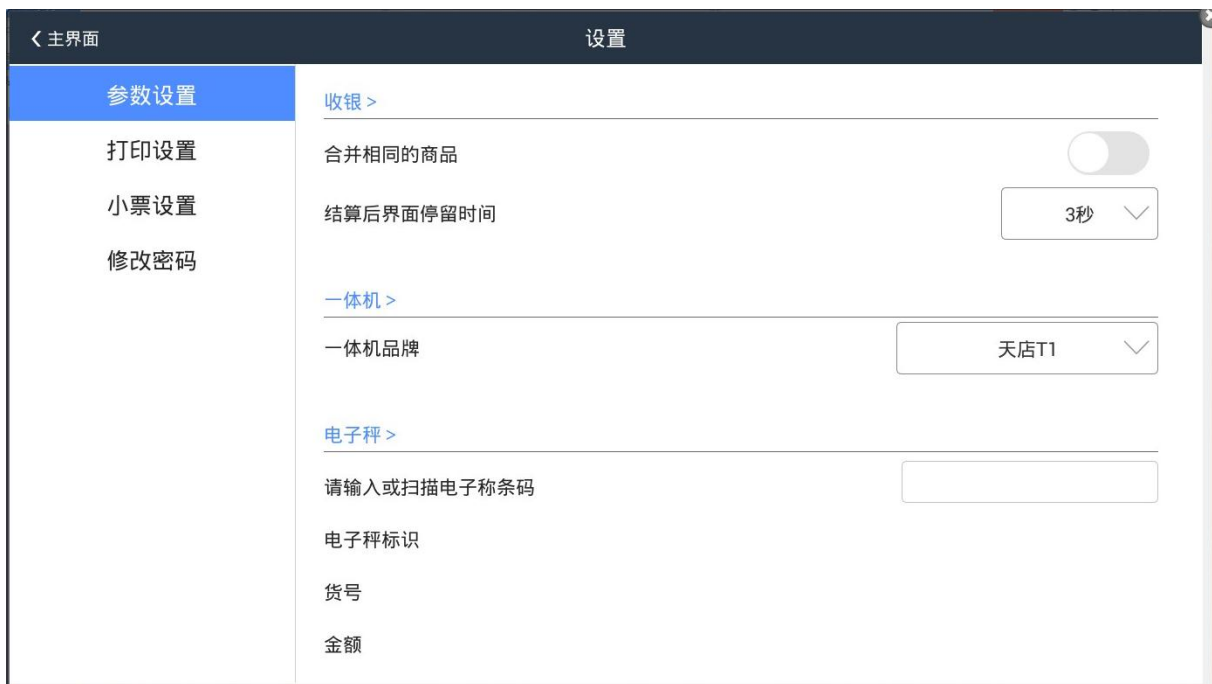 主界面
设置
参数设置
打印设置
小票设置
修改密码
收银 >
合并相同的商品
结算后界面停留时间 3秒
一体机 >
一体机品牌 天店T1
电子秤 >
请输入或扫描电子称条码
电子秤标识
货号
金额